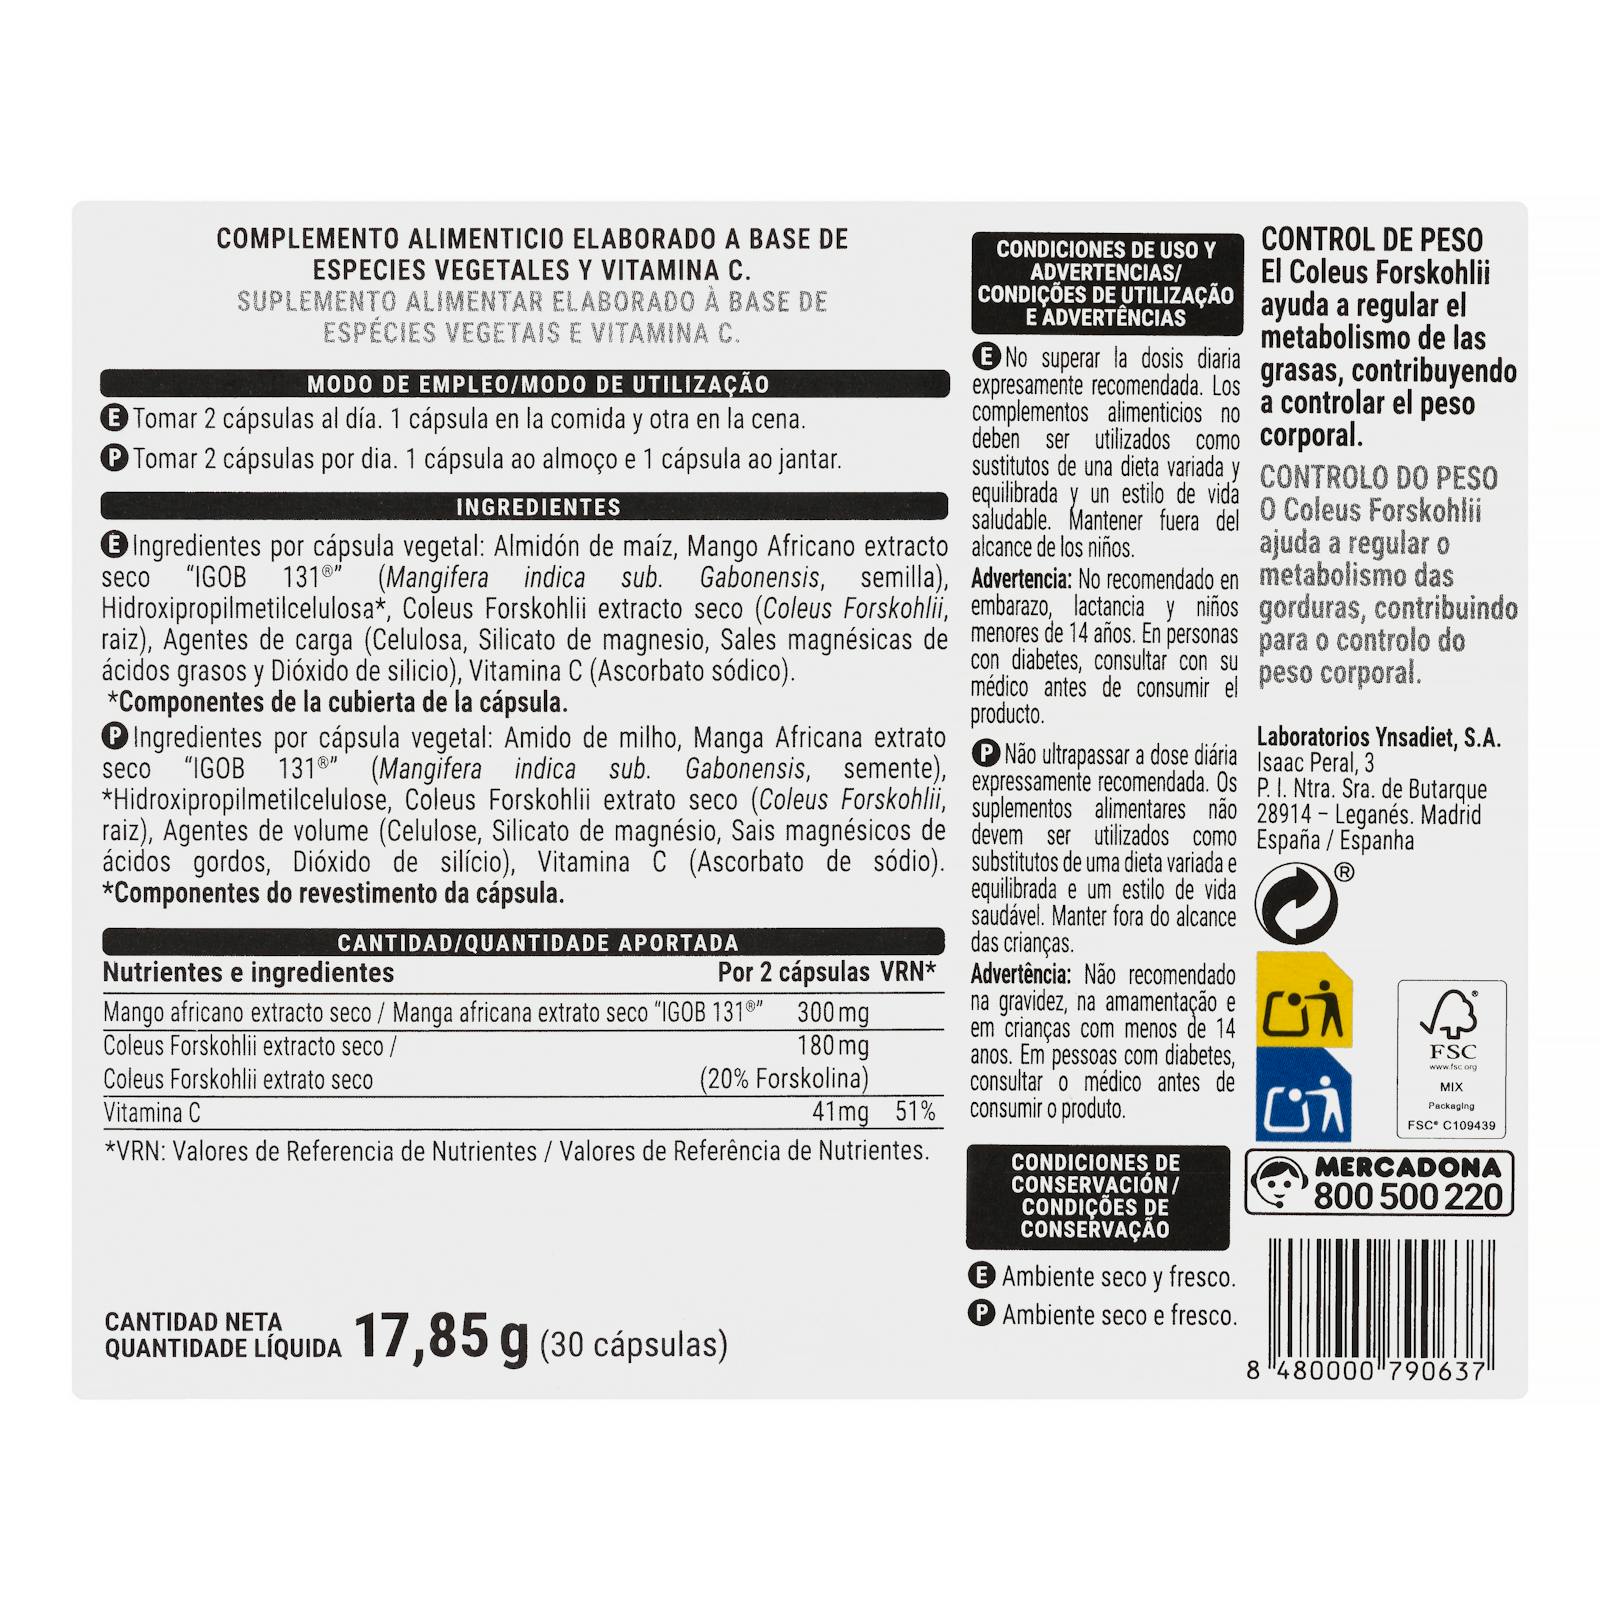 COMPLEMENTO ALIMENTICIO ELABORADO A BASE DE
ESPECIES VEGETALES Y VITAMINA C.
SUPLEMENTO ALIMENTAR ELABORADO À BASE DE
ESPÉCIES VEGETAIS E VITAMINA C.
MODO DE EMPLEO/MODO DE UTILIZAÇÃO
E Tomar 2 cápsulas al día. 1 cápsula en la comida y otra en la cena.
P Tomar 2 cápsulas por dia. 1 cápsula ao almoço e 1 cápsula ao jantar.
INGREDIENTES
E Ingredientes por cápsula vegetal: Almidón de maíz, Mango Africano extracto
seco "IGOB 131®" (Mangifera indica sub. Gabonensis, semilla),
Hidroxipropilmetilcelulosa*, Coleus Forskohlii extracto seco (Coleus Forskohlii,
raiz), Agentes de carga (Celulosa, Silicato de magnesio, Sales magnésicas de
ácidos grasos y Dióxido de silicio), Vitamina C (Ascorbato sódico).
*Componentes de la cubierta de la cápsula.
P Ingredientes por cápsula vegetal: Amido de milho, Manga Africana extrato
seco "IGOB 131®" (Mangifera indica sub. Gabonensis, semente),
*Hidroxipropilmetilcelulose, Coleus Forskohlii extrato seco (Coleus Forskohlii,
raiz), Agentes de volume (Celulose, Silicato de magnésio, Sais magnésicos de
ácidos gordos, Dióxido de silício), Vitamina C (Ascorbato de sódio).
*Componentes do revestimento da cápsula.
CANTIDAD/QUANTIDADE APORTADA
Nutrientes e ingredientes Por 2 cápsulas VRN*
Mango africano extracto seco / Manga africana extrato seco "IGOB 131®" 300 mg
Coleus Forskohlii extracto seco / 180 mg
Coleus Forskohlii extrato seco (20% Forskolina)
Vitamina C 41 mg 51%
*VRN: Valores de Referencia de Nutrientes / Valores de Referência de Nutrientes.
CANTIDAD NETA
QUANTIDADE LÍQUIDA 17,85 g (30 cápsulas)
CONDICIONES DE USO Y
ADVERTENCIAS/
CONDIÇÕES DE UTILIZAÇÃO
E ADVERTÊNCIAS
E No superar la dosis diaria
expresamente recomendada. Los
complementos alimenticios no
deben ser utilizados como
sustitutos de una dieta variada y
equilibrada y un estilo de vida
saludable. Mantener fuera del
alcance de los niños.
Advertencia: No recomendado en
embarazo, lactancia y niños
menores de 14 años. En personas
con diabetes, consultar con su
médico antes de consumir el
producto.
P Não ultrapassar a dose diária
expressamente recomendada. Os
suplementos alimentares não
devem ser utilizados como
substitutos de uma dieta variada e
equilibrada e um estilo de vida
saudável. Manter fora do alcance
das crianças.
Advertência: Não recomendado
na gravidez, na amamentação e
em crianças com menos de 14
anos. Em pessoas com diabetes,
consultar o médico antes de
consumir o produto.
CONDICIONES DE
CONSERVACIÓN/
CONDIÇÕES DE
CONSERVAÇÃO
E Ambiente seco y fresco.
P Ambiente seco e fresco.
CONTROL DE PESO
El Coleus Forskohlii
ayuda a regular el
metabolismo de las
grasas, contribuyendo
a controlar el peso
corporal.
CONTROLO DO PESO
O Coleus Forskohlii
ajuda a regular o
metabolismo das
gorduras, contribuindo
para o controlo do
peso corporal.
Laboratorios Ynsadiet, S.A.
Isaac Peral, 3
P. I. Ntra. Sra. de Butarque
28914 – Leganés. Madrid
España / Espanha
®
®
FSC
www.fsc.org
MIX
Packaging
FSC® C109439
MERCADONA
800 500 220
8 480000 790637